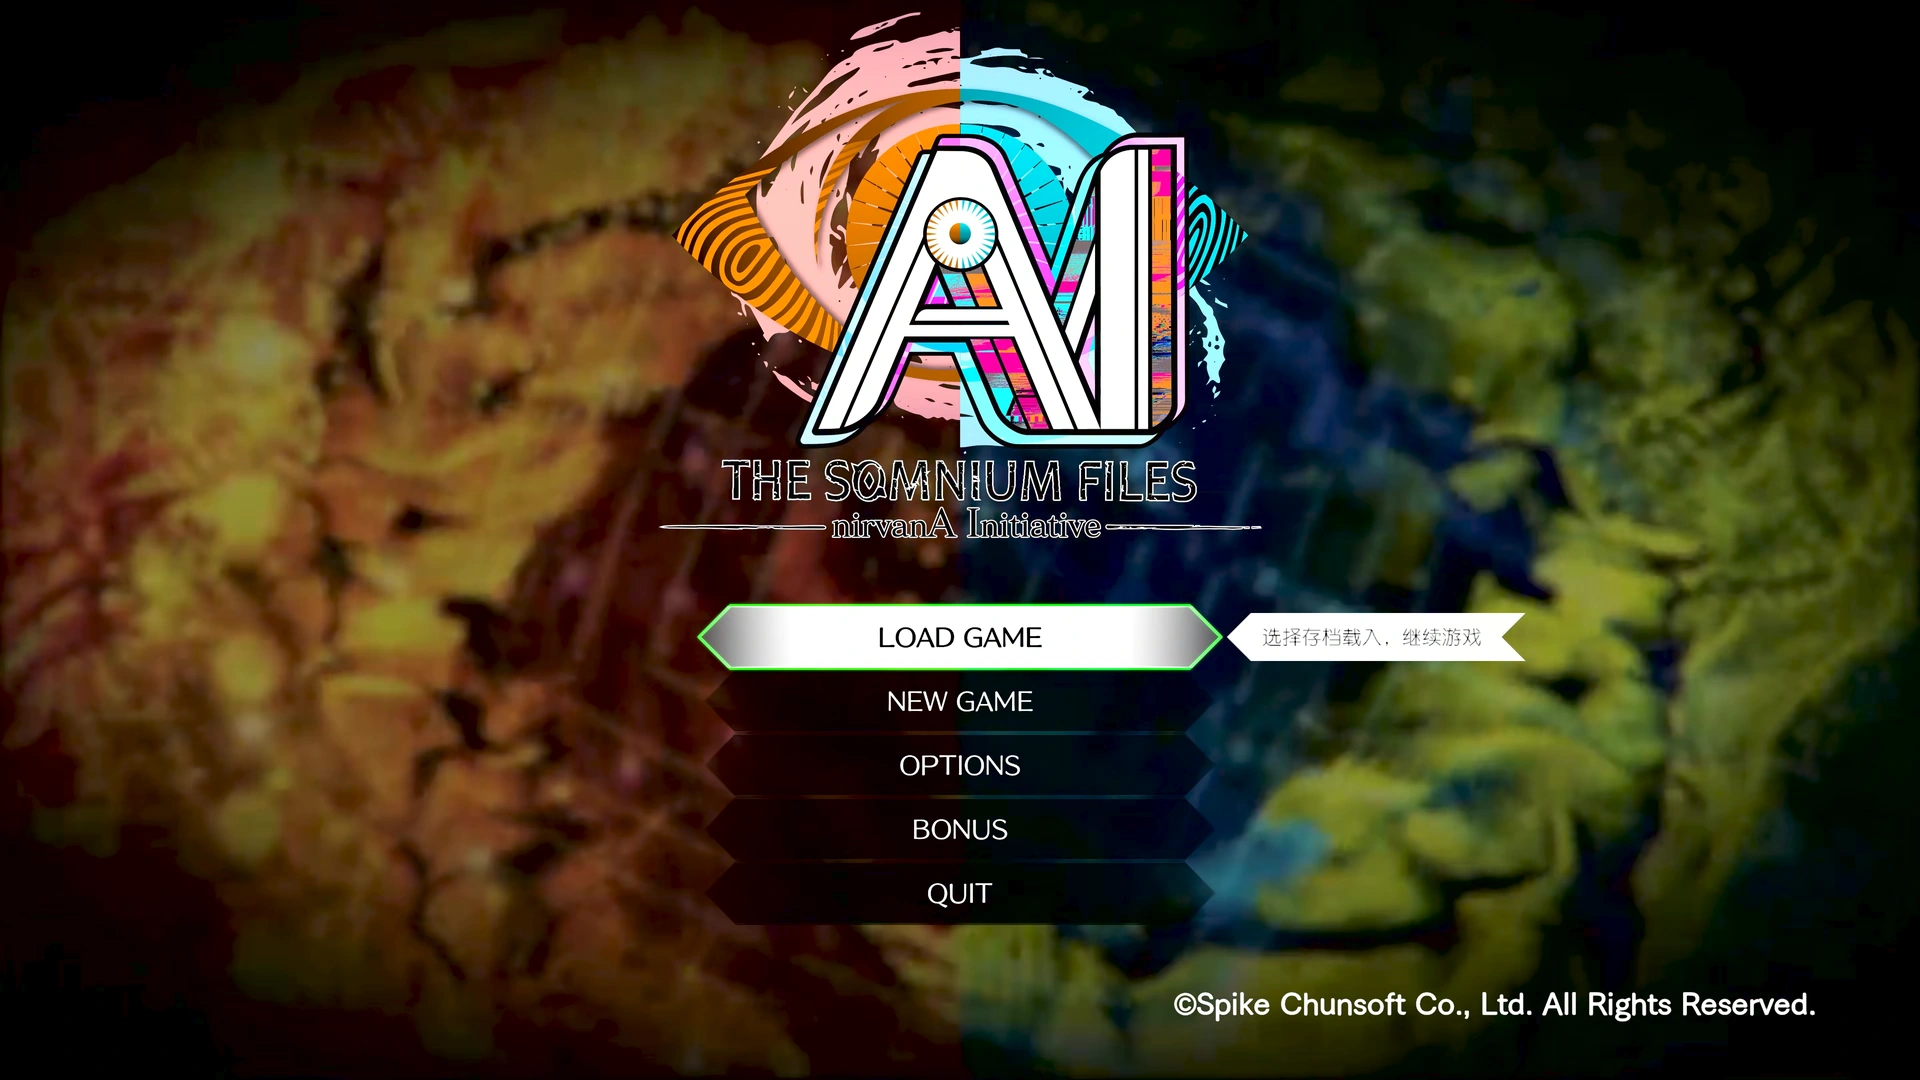 AI
THE SOMNIUM FILES
nirvanA Initiative
LOAD GAME
选择存档载入，继续游戏
NEW GAME
OPTIONS
BONUS
QUIT
©Spike Chunsoft Co., Ltd. All Rights Reserved.